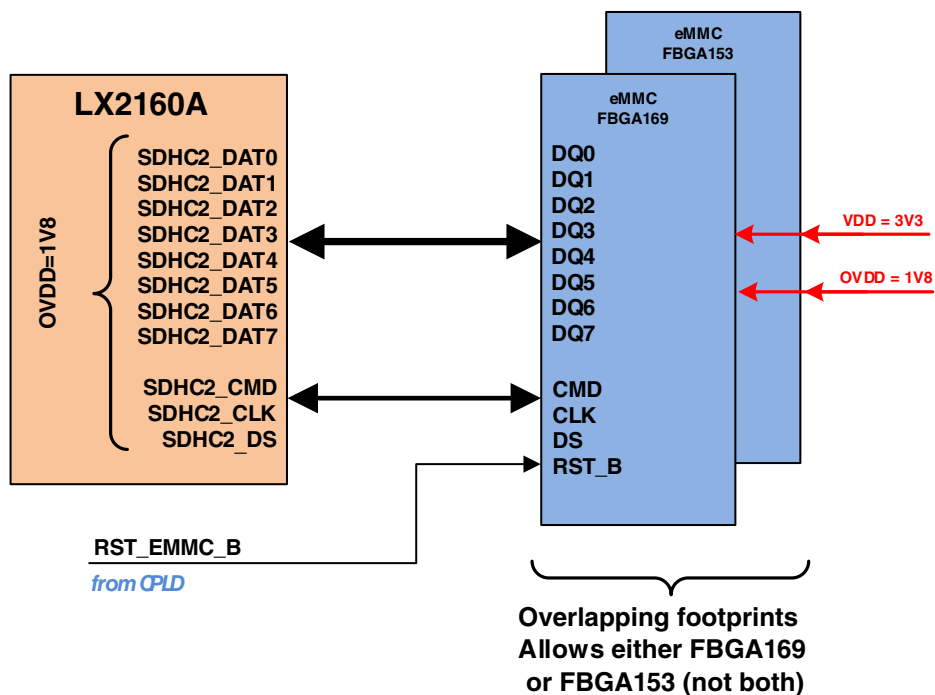 eMMC
FBGA153
LX2160A
eMMC
FBGA169
OVDD=1V8
SDHC2_DAT0
SDHC2_DAT1
SDHC2_DAT2
SDHC2_DAT3
SDHC2_DAT4
SDHC2_DAT5
SDHC2_DAT6
SDHC2_DAT7
SDHC2_CMD
SDHC2_CLK
SDHC2_DS
DQ0
DQ1
DQ2
DQ3
DQ4
DQ5
DQ6
DQ7
CMD
CLK
DS
RST_B
VDD = 3V3
OVDD = 1V8
RST_EMMC_B
from CPLD
Overlapping footprints
Allows either FBGA169
or FBGA153 (not both)